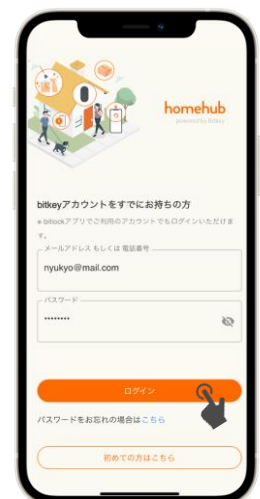 homehub
powered by Bitkey
bitkeyアカウントをすでにお持ちの方
※ bitlockアプリでご利用のアカウントでもログインいただけま
す。
メールアドレス もしくは 電話番号
nyukyo@mail.com
パスワード
••••••••
ログイン
パスワードをお忘れの場合はこちら
初めての方はこちら